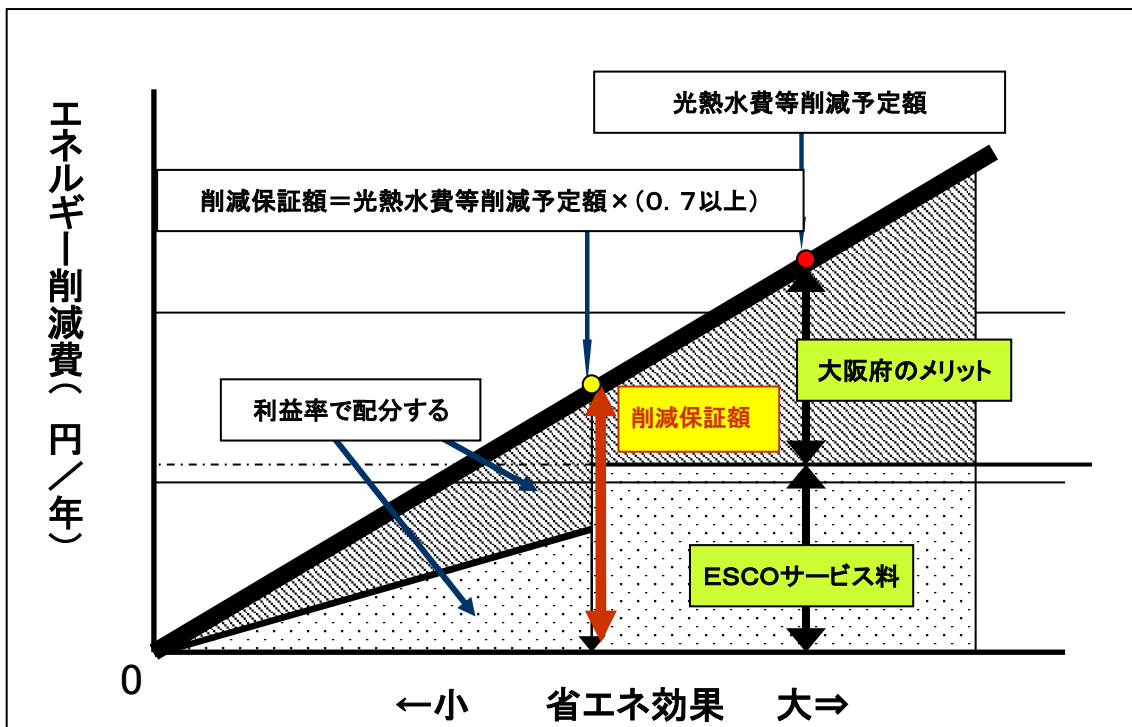 光熱水費等削減予定額
エネルギー削減費(円/年)
削減保証額=光熱水費等削減予定額×(0.7以上)
大阪府のメリット
利益率で配分する
削減保証額
ESCOサービス料
0
←小 省エネ効果 大⇒